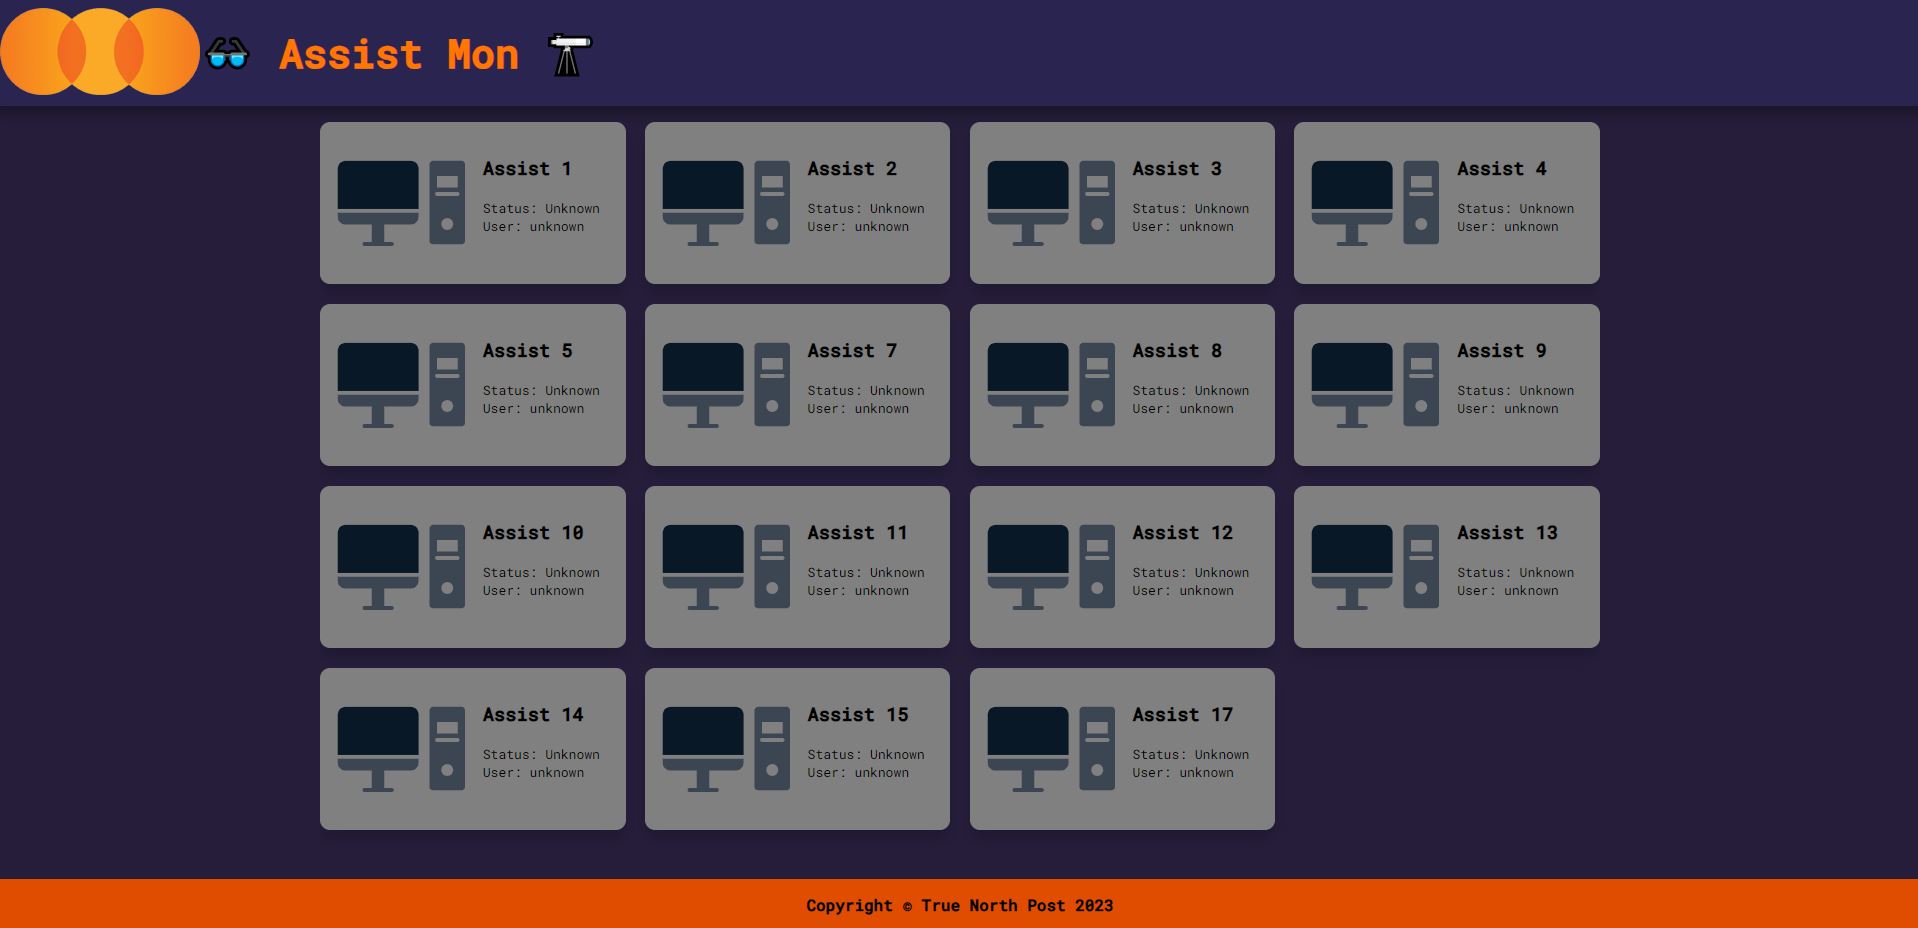 Assist Mon
Assist 1
Status: Unknown
User: unknown
Assist 2
Status: Unknown
User: unknown
Assist 3
Status: Unknown
User: unknown
Assist 4
Status: Unknown
User: unknown
Assist 5
Status: Unknown
User: unknown
Assist 7
Status: Unknown
User: unknown
Assist 8
Status: Unknown
User: unknown
Assist 9
Status: Unknown
User: unknown
Assist 10
Status: Unknown
User: unknown
Assist 11
Status: Unknown
User: unknown
Assist 12
Status: Unknown
User: unknown
Assist 13
Status: Unknown
User: unknown
Assist 14
Status: Unknown
User: unknown
Assist 15
Status: Unknown
User: unknown
Assist 17
Status: Unknown
User: unknown
Copyright © True North Post 2023